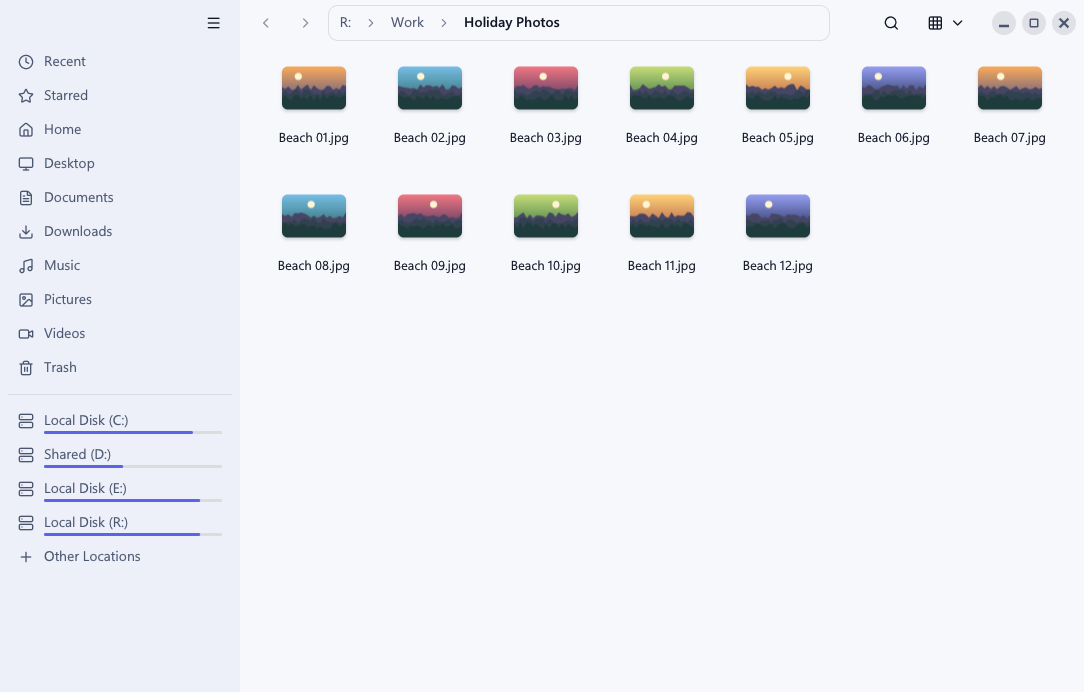 R:
Work
Holiday Photos
Recent
Starred
Home
Desktop
Documents
Downloads
Music
Pictures
Videos
Trash
Local Disk (C:)
Shared (D:)
Local Disk (E:)
Local Disk (R:)
Other Locations
Beach 01.jpg
Beach 02.jpg
Beach 03.jpg
Beach 04.jpg
Beach 05.jpg
Beach 06.jpg
Beach 07.jpg
Beach 08.jpg
Beach 09.jpg
Beach 10.jpg
Beach 11.jpg
Beach 12.jpg